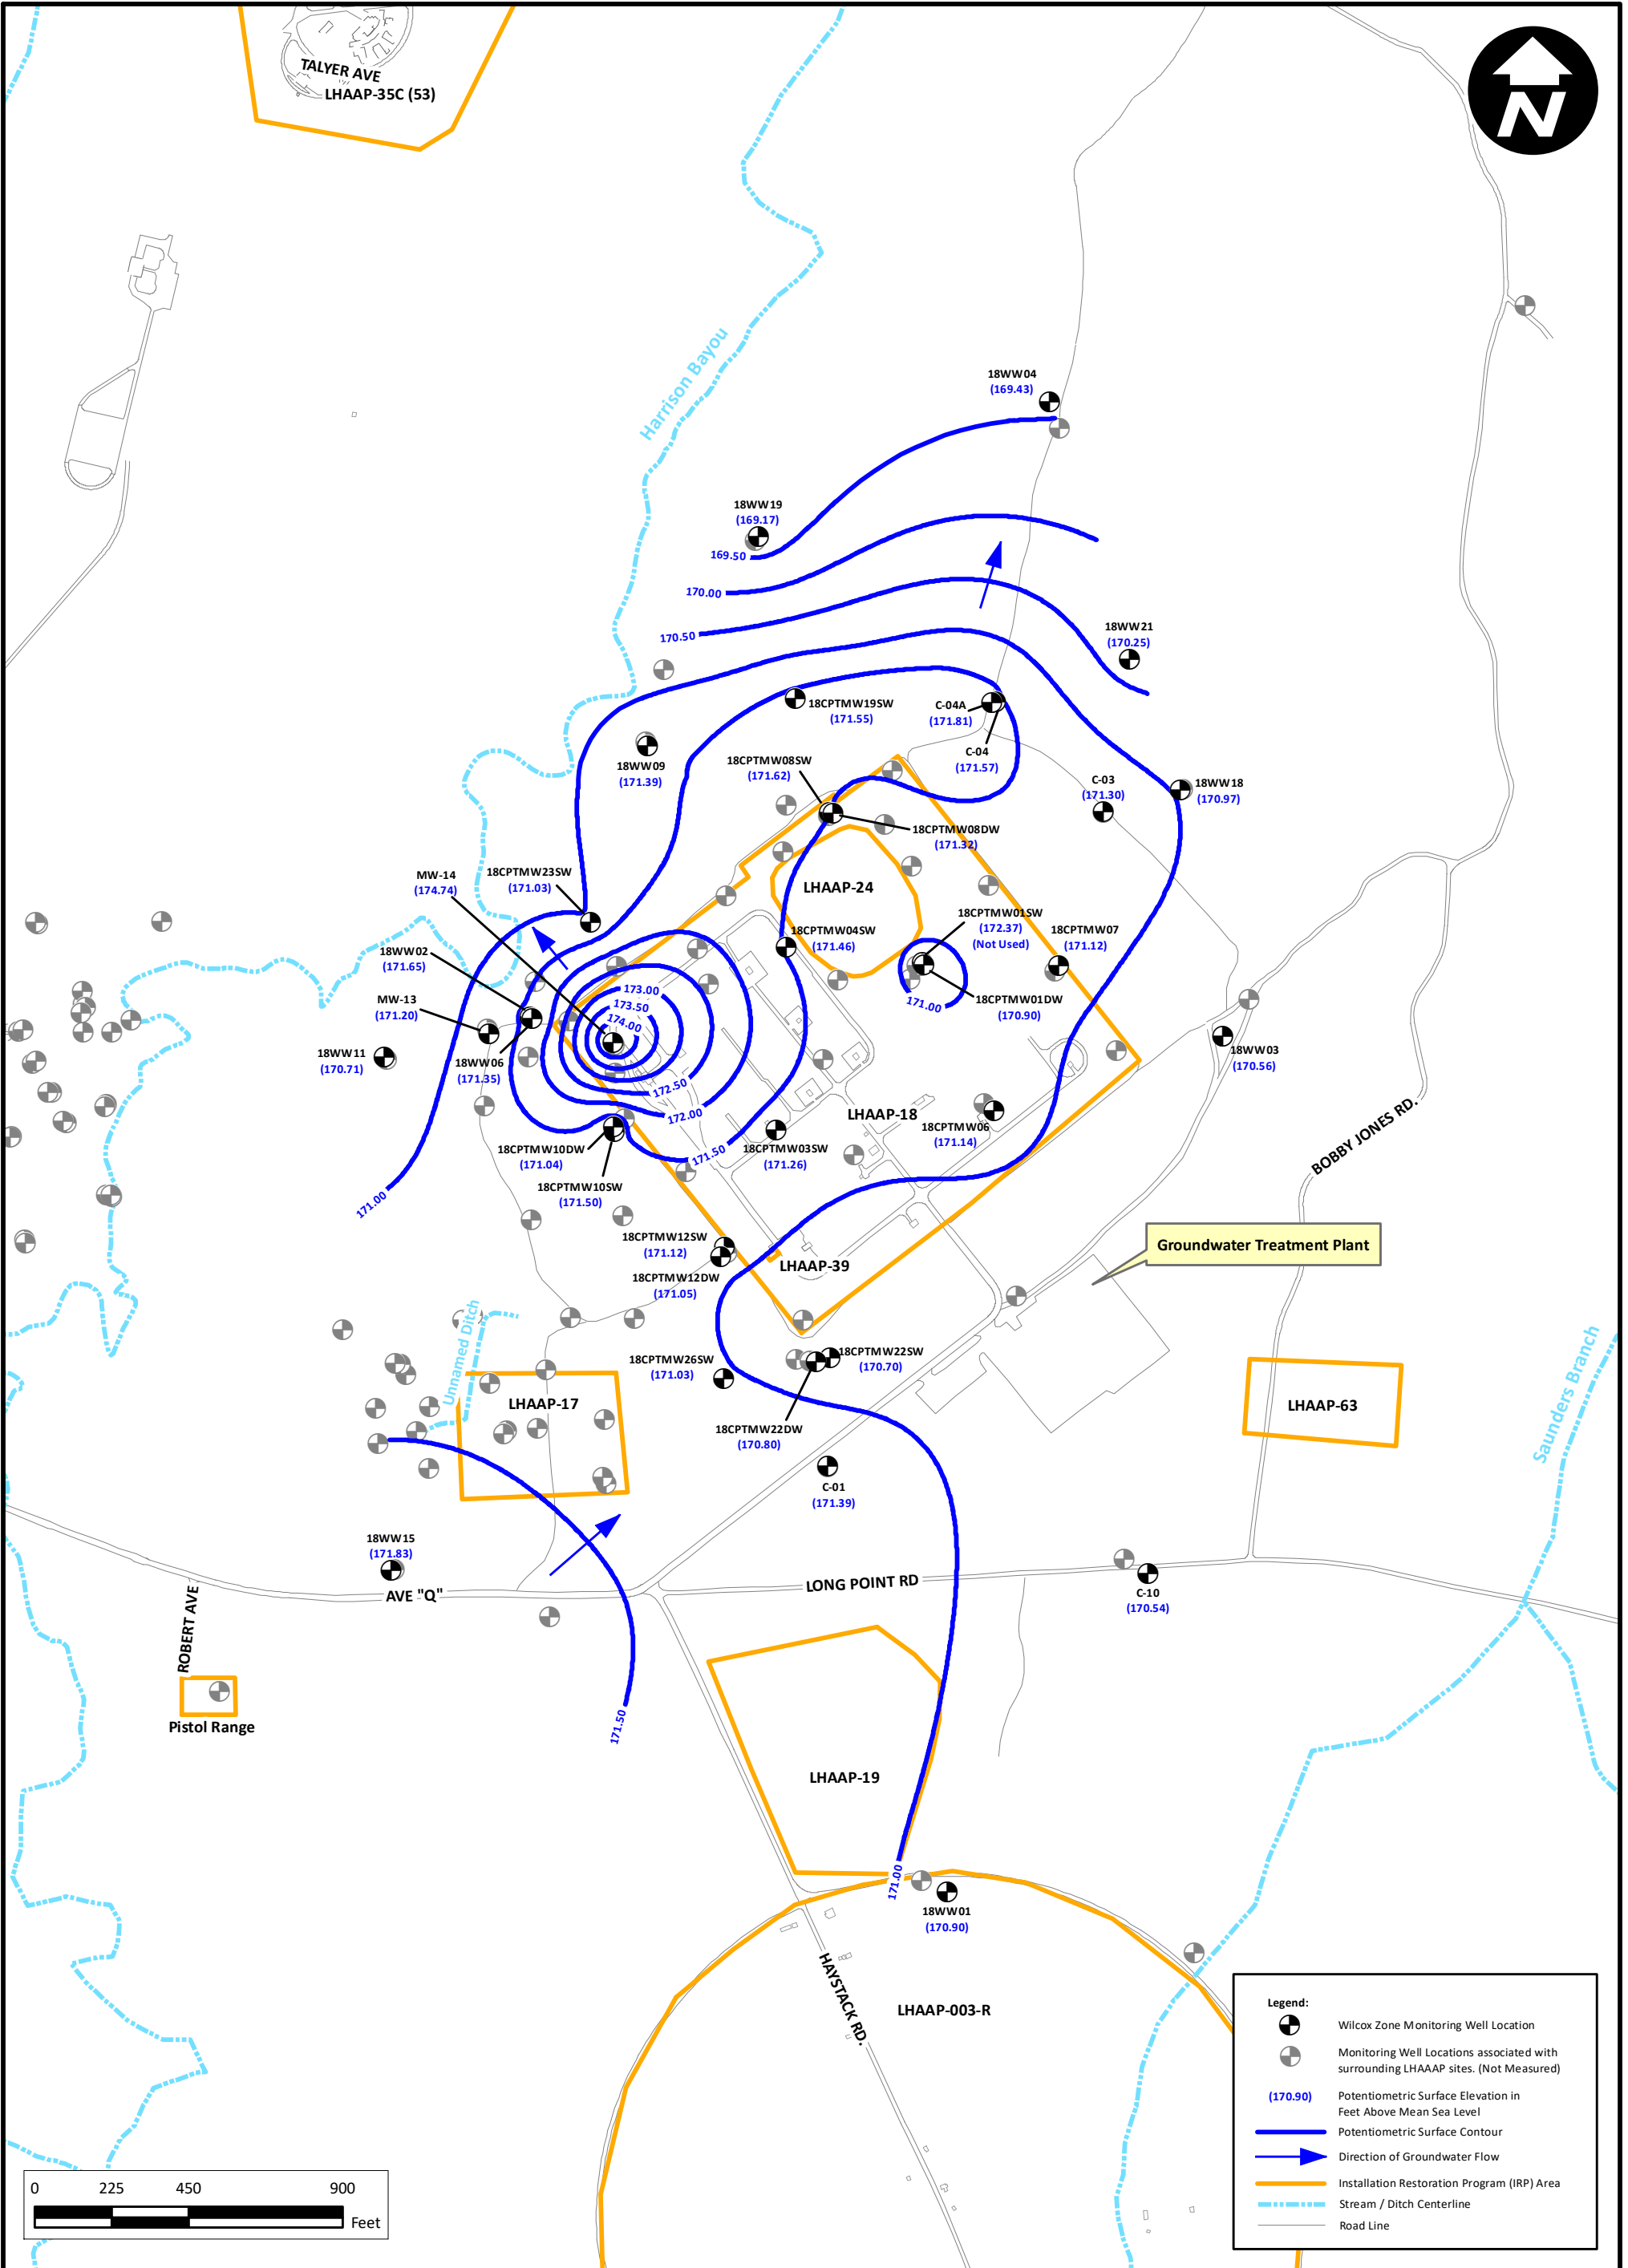 TALYER AVE
LHAAP-35C (53)
N
Harrison Bayou
18WW04
(169.43)
18WW19
(169.17)
169.50
170.00
170.50
18WW21
(170.25)
18CPTMW19SW
(171.55)
C-04A
(171.81)
C-04
(171.57)
18WW09
(171.39)
18CPTMW08SW
(171.62)
C-03
(171.30)
18WW18
(170.97)
18CPTMW08DW
(171.32)
MW-14
(174.74)
18CPTMW23SW
(171.03)
LHAAP-24
18CPTMW01SW
(172.37)
(Not Used)
18CPTMW07
(171.12)
18CPTMW04SW
(171.46)
18WW02
(171.65)
MW-13
(171.20)
173.00
173.50
174.00
171.00
18CPTMW01DW
(170.90)
18WW11
(170.71)
18WW06
(171.35)
18WW03
(170.56)
172.50
172.00
171.50
LHAAP-18
18CPTMW06
(171.14)
18CPTMW03SW
(171.26)
18CPTMW10DW
(171.04)
18CPTMW10SW
(171.50)
171.00
BOBBY JONES RD.
18CPTMW12SW
(171.12)
18CPTMW12DW
(171.05)
LHAAP-39
Groundwater Treatment Plant
Unnamed Ditch
18CPTMW26SW
(171.03)
18CPTMW22SW
(170.70)
18CPTMW22DW
(170.80)
LHAAP-17
LHAAP-63
Saunders Branch
C-01
(171.39)
18WW15
(171.83)
AVE "Q"
LONG POINT RD
C-10
(170.54)
ROBERT AVE
Pistol Range
171.50
LHAAP-19
171.00
18WW01
(170.90)
HAYSTACK RD.
LHAAP-003-R
Legend:
Wilcox Zone Monitoring Well Location
Monitoring Well Locations associated with
surrounding LHAAAP sites. (Not Measured)
(170.90)
Potentiometric Surface Elevation in
Feet Above Mean Sea Level
Potentiometric Surface Contour
Direction of Groundwater Flow
Installation Restoration Program (IRP) Area
Stream / Ditch Centerline
Road Line
0 225 450 900
Feet